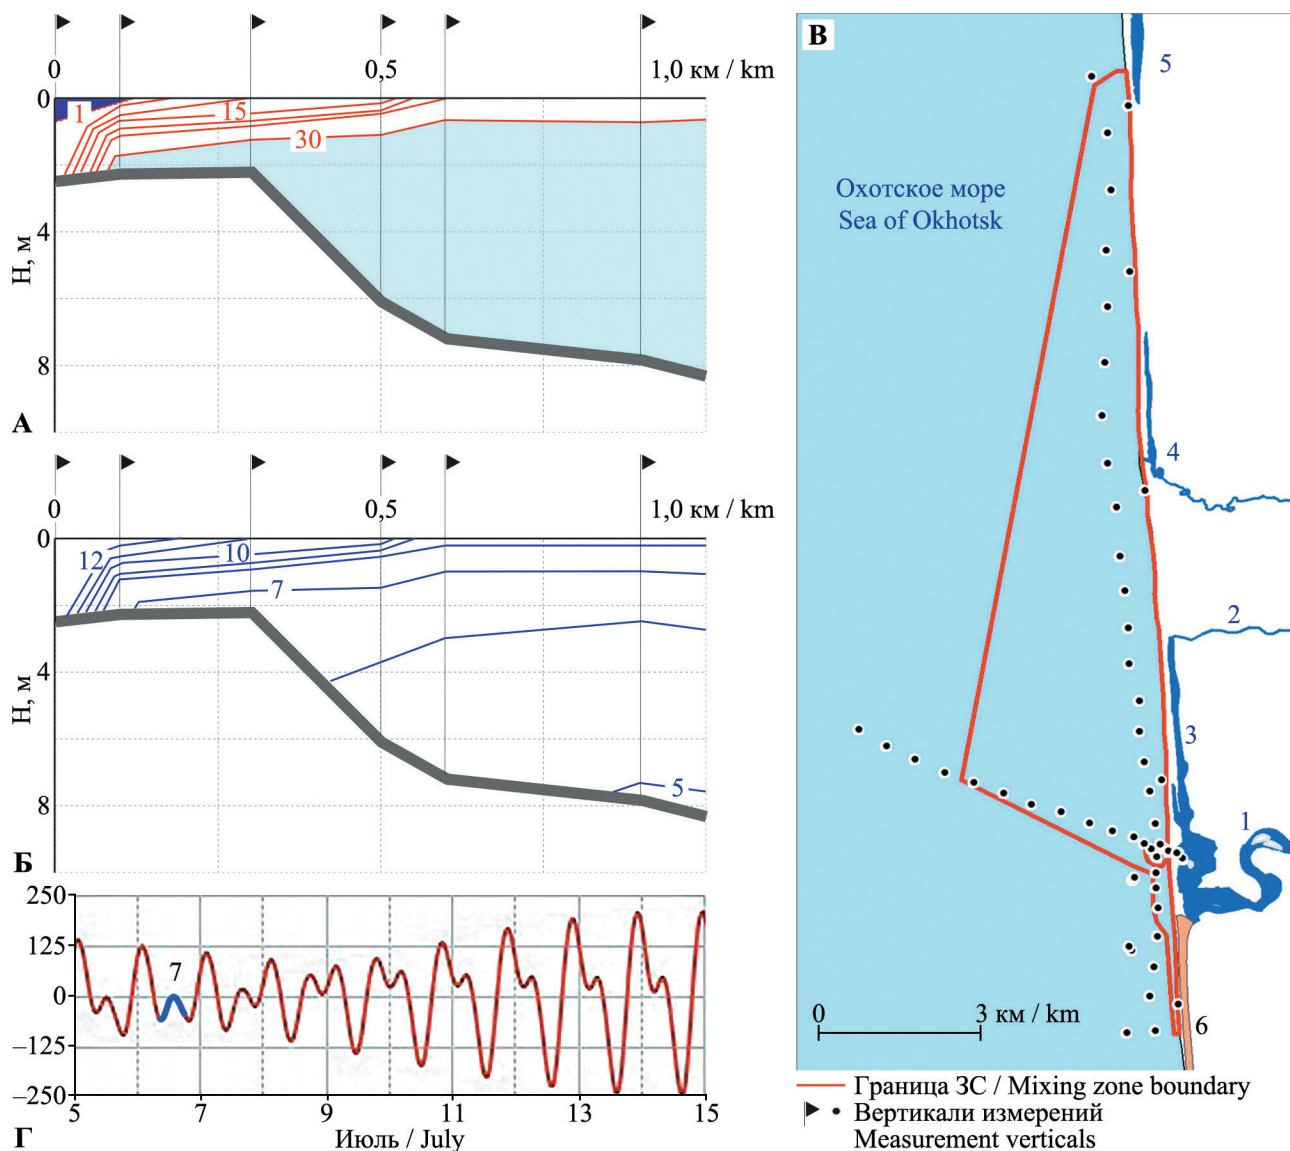 0
0,5
1,0 км / km
0
1
15
30
4
8
Н, м
А
0
0,5
1,0 км / km
0
12
10
7
4
5
8
Н, м
Б
250
125
0
–125
–250
7
5
7
9
11
13
15
Июль / July
Г
В
5
Охотское море
Sea of Okhotsk
4
2
3
1
6
0
3 км / km
Граница ЗС / Mixing zone boundary
Вертикали измерений
Measurement verticals